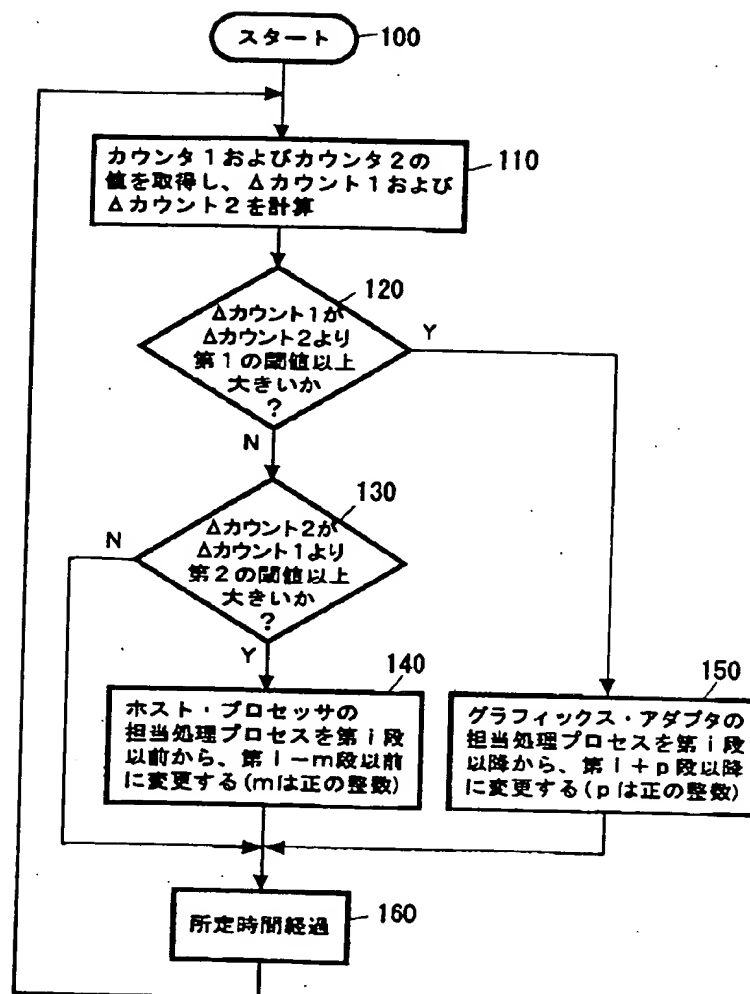 スタート
100
カウンタ1およびカウンタ2の
値を取得し、Δカウント1および
Δカウント2を計算
110
120
Δカウント1が
Δカウント2より
第1の閾値以上
大きいか
?
Y
N
130
Δカウント2が
Δカウント1より
第2の閾値以上
大きいか
?
N
Y
140
ホスト・プロセッサの
担当処理プロセスを第i段
以前から、第i-m段以前
に変更する(mは正の整数)
150
グラフィックス・アダプタの
担当処理プロセスを第i段
以降から、第i+p段以降
に変更する(pは正の整数)
所定時間経過
160